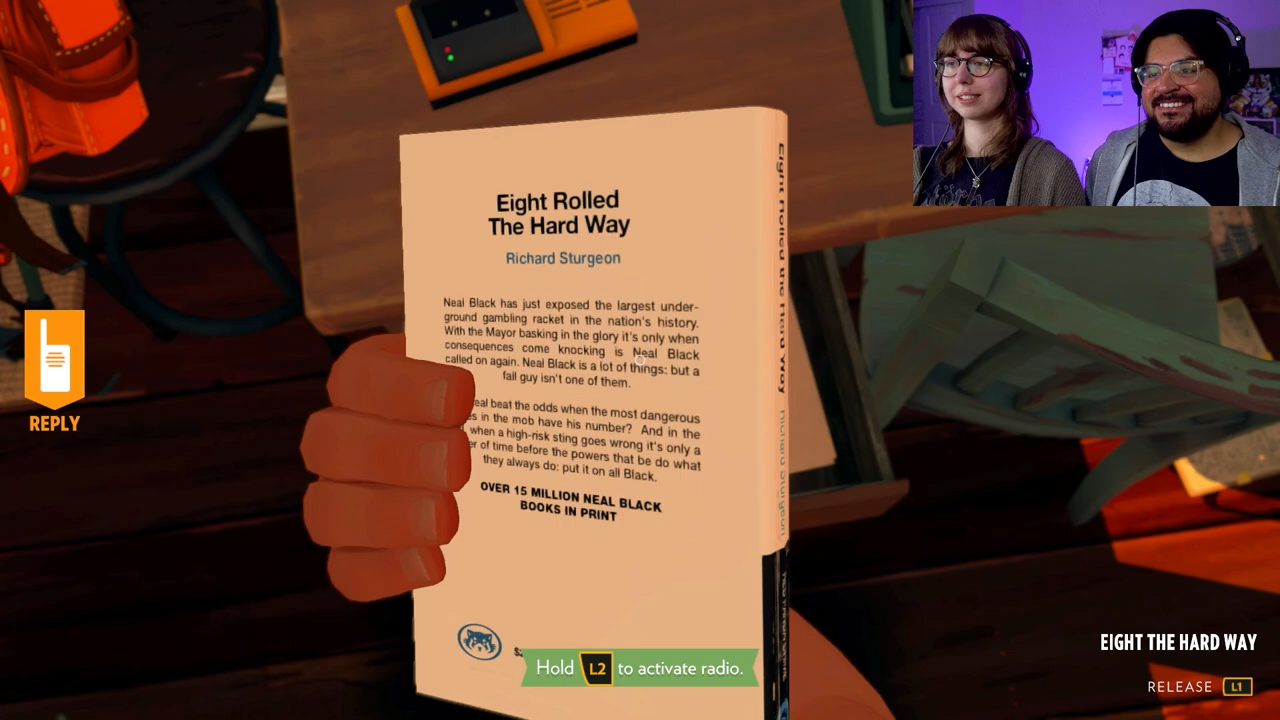 Eight Rolled
The Hard Way
Richard Sturgeon
Neal Black has just exposed the largest under-
ground gambling racket in the nation's history.
With the Mayor basking in the glory it's only when
consequences come knocking is Neal Black
called on again. Neal Black is a lot of things: but a
fall guy isn't one of them.
beat the odds when the most dangerous
in the mob have his number? And in the
when a high-risk sting goes wrong it's only a
of time before the powers that be do what
they always do: put it on all Black.
OVER 15 MILLION NEAL BLACK
BOOKS IN PRINT
Eight Rolled the Hard Way Richard Sturgeon
REPLY
Hold L2 to activate radio.
EIGHT THE HARD WAY
RELEASE L1